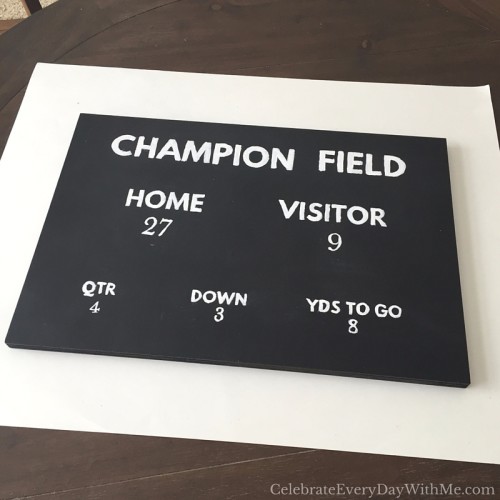 CHAMPION FIELD
HOME VISITOR
27 9
QTR DOWN YDS TO GO
4 3 8
CelebrateEveryDayWithMe.com